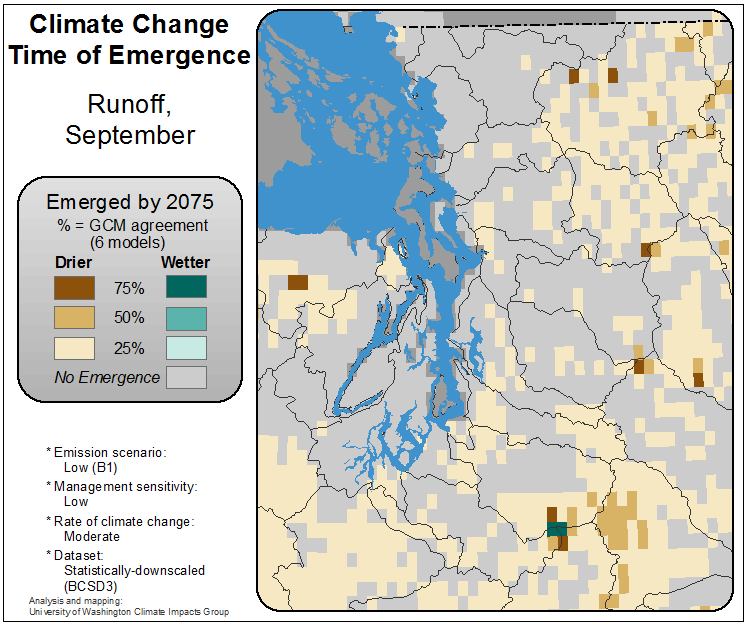 Climate Change
Time of Emergence
Runoff,
September
Emerged by 2075
% = GCM agreement
(6 models)
Drier Wetter
75%
50%
25%
No Emergence
* Emission scenario:
Low (B1)
* Management sensitivity:
Low
* Rate of climate change:
Moderate
* Dataset:
Statistically-downscaled
(BCSD3)
Analysis and mapping:
University of Washington Climate Impacts Group